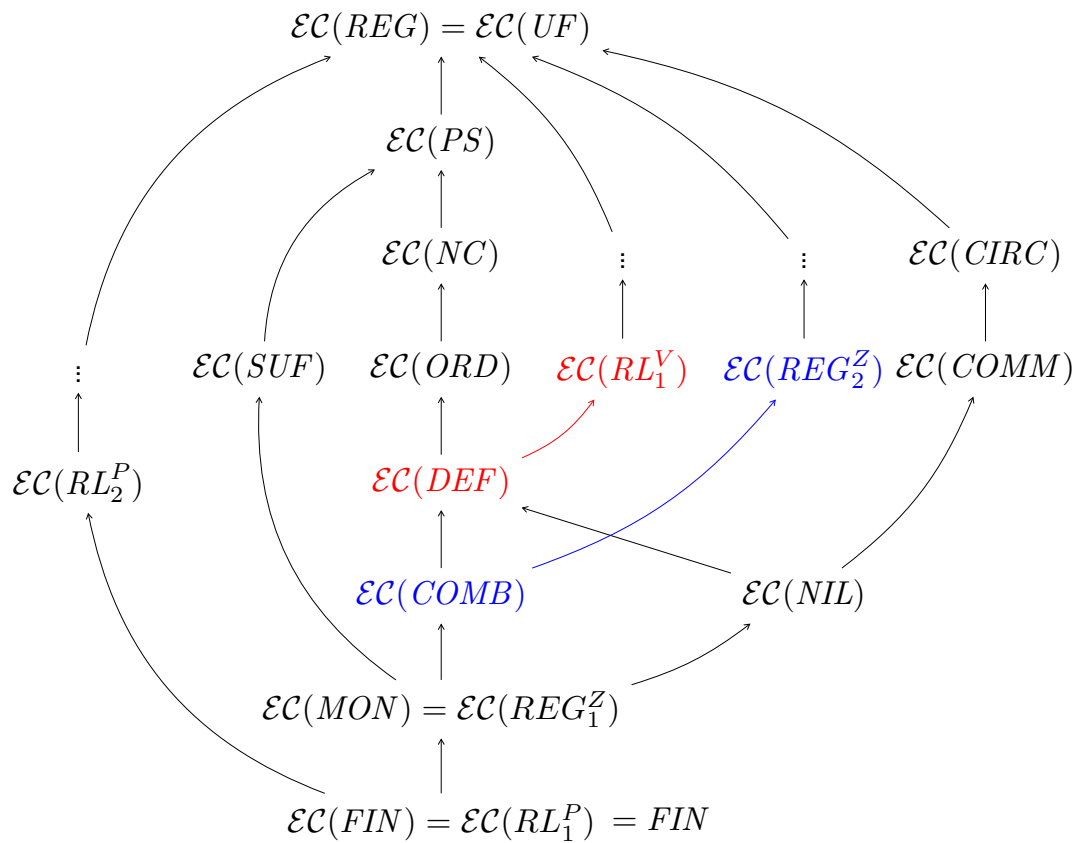 ℰ𝒞(REG) = ℰ𝒞(UF)
ℰ𝒞(PS)
ℰ𝒞(NC) ⋮ ⋮ ℰ𝒞(CIRC)
⋮ ℰ𝒞(SUF) ℰ𝒞(ORD) ℰ𝒞(RL₁ⱽ) ℰ𝒞(REG₂ᶻ) ℰ𝒞(COMM)
ℰ𝒞(RL₂ᴾ) ℰ𝒞(DEF)
ℰ𝒞(COMB) ℰ𝒞(NIL)
ℰ𝒞(MON) = ℰ𝒞(REG₁ᶻ)
ℰ𝒞(FIN) = ℰ𝒞(RL₁ᴾ) = FIN